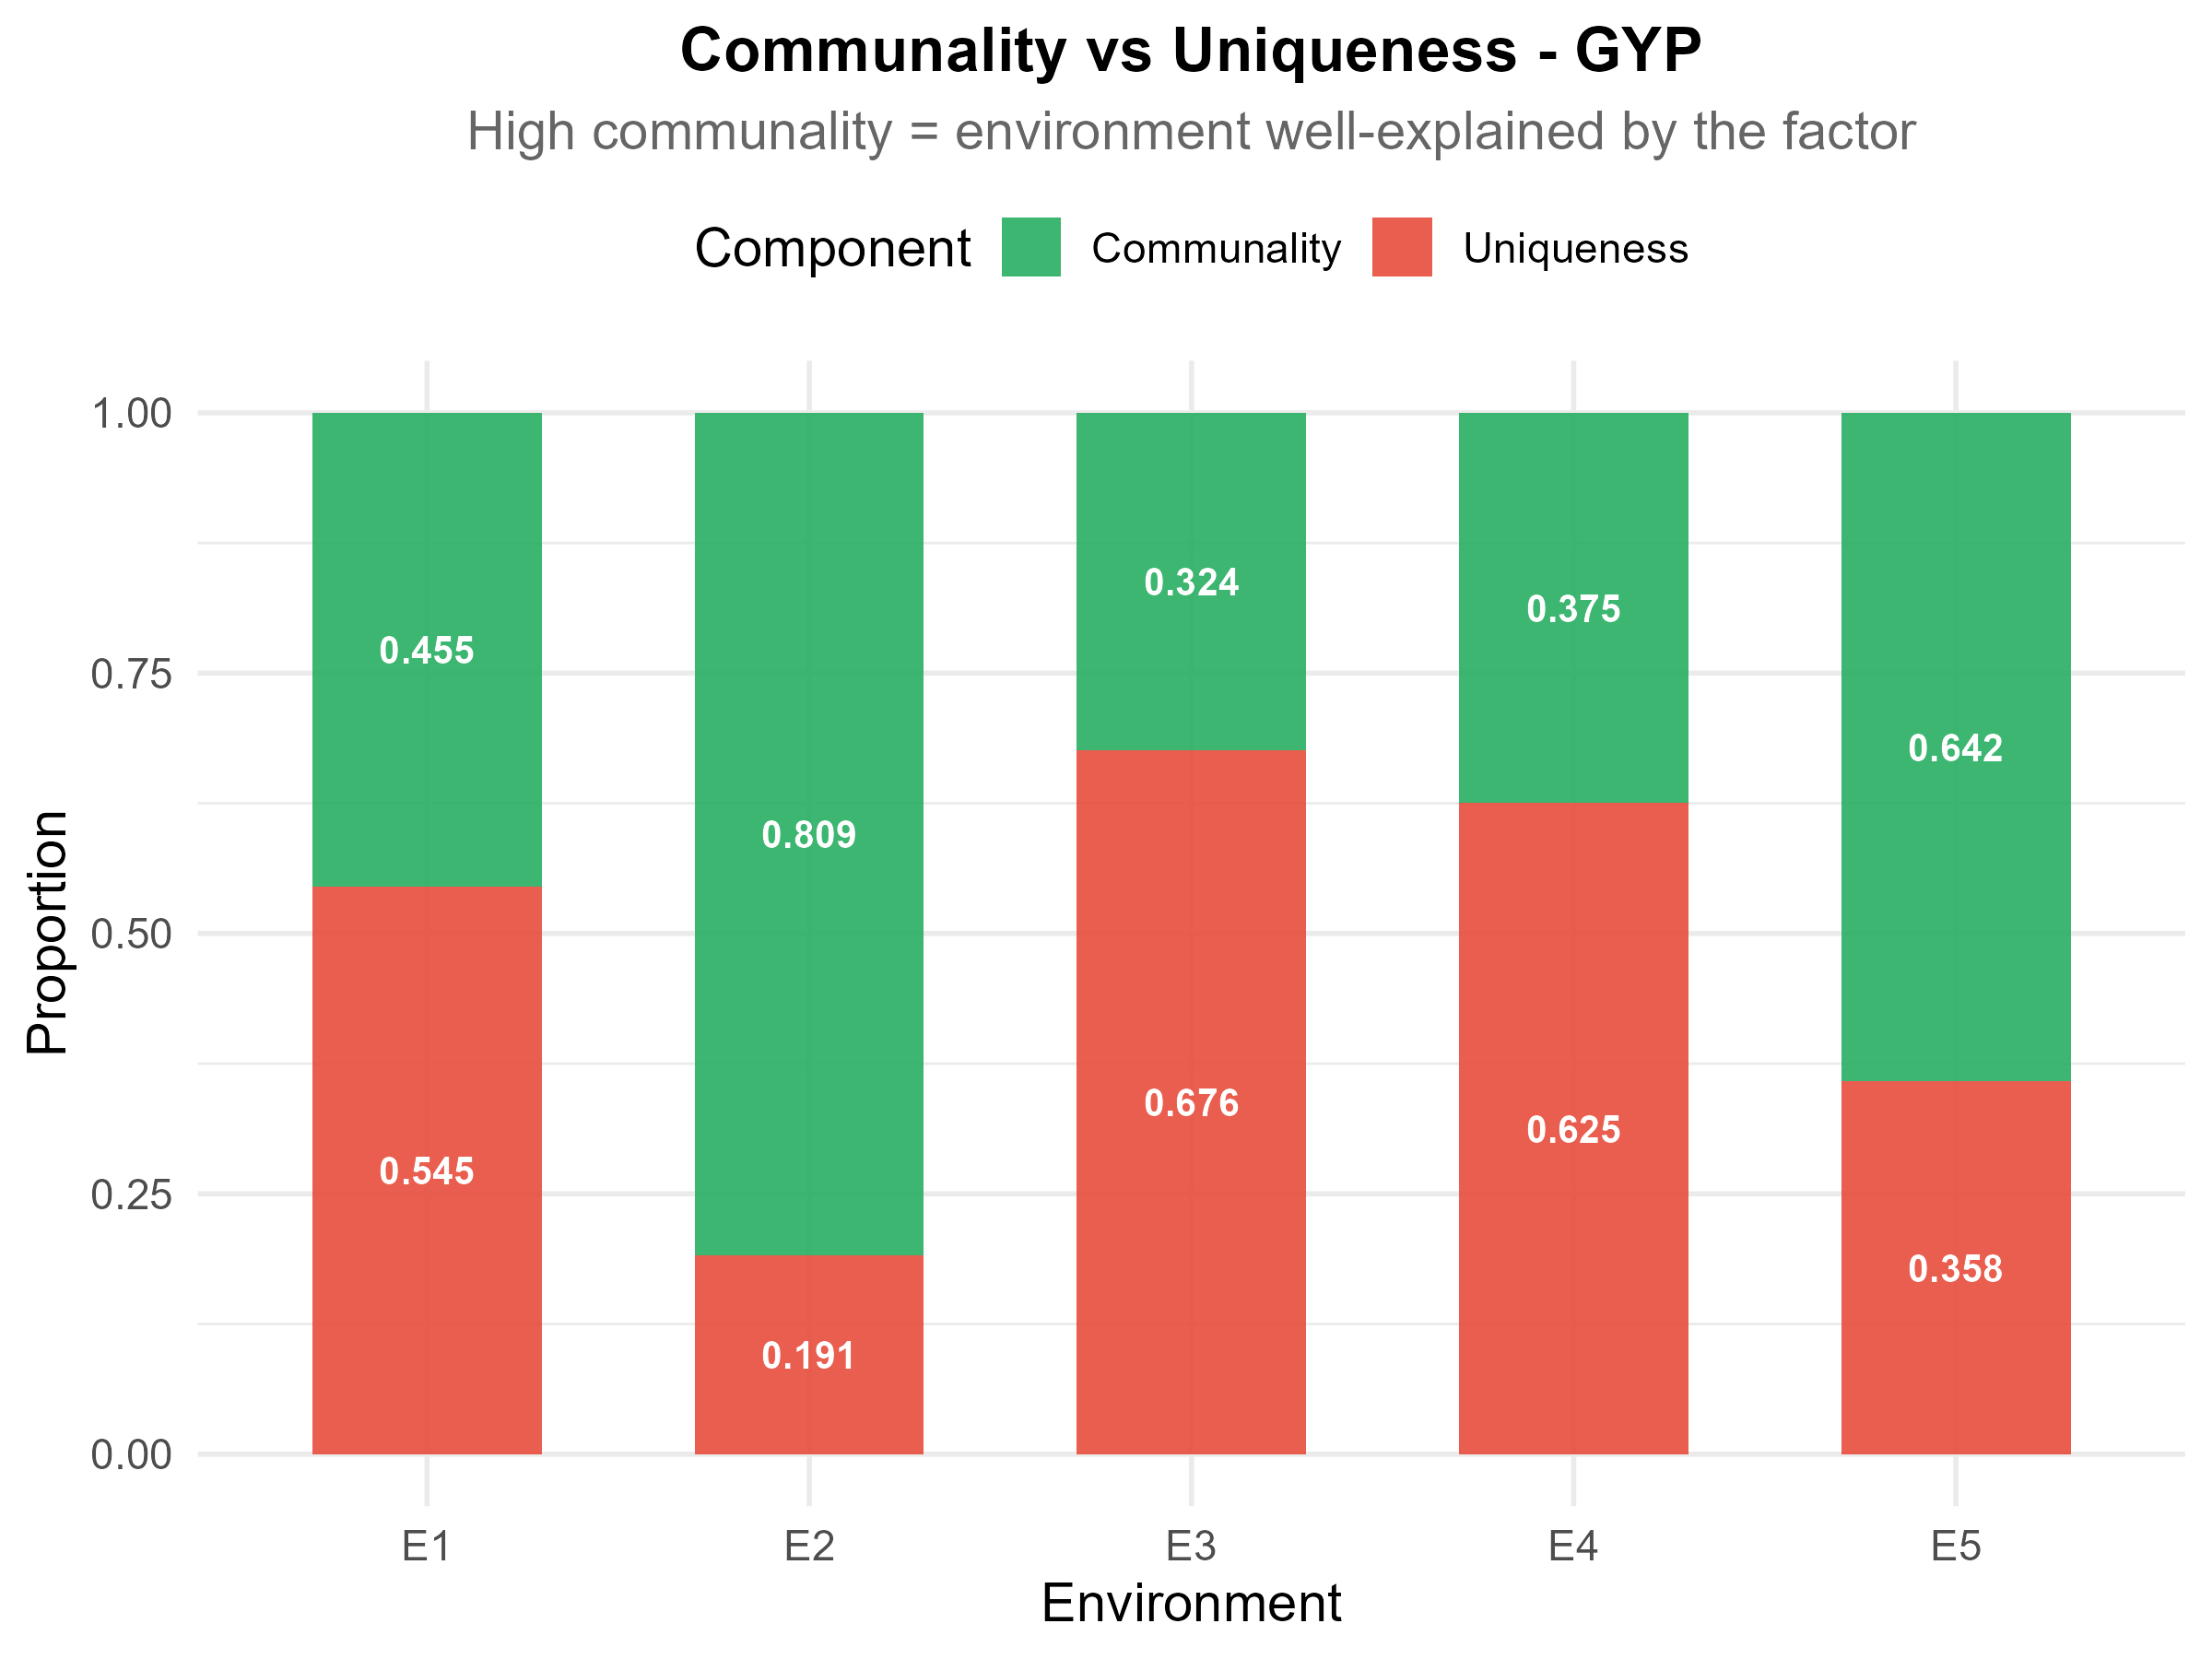 Communality vs Uniqueness - GYP
High communality = environment well-explained by the factor
Component Communality Uniqueness
1.00
0.75
0.50
0.25
0.00
Proportion
0.455
0.545
0.809
0.191
0.324
0.676
0.375
0.625
0.642
0.358
E1 E2 E3 E4 E5
Environment